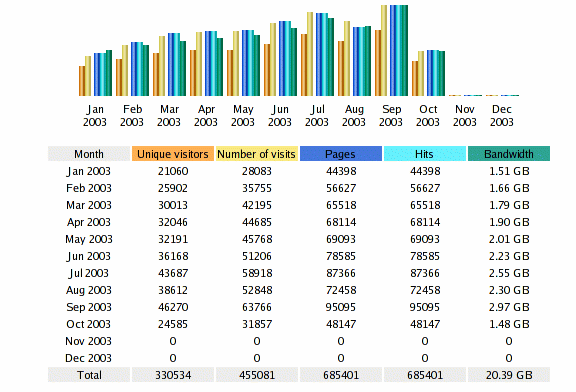 Jan Feb Mar Apr May Jun Jul Aug Sep Oct Nov Dec
2003 2003 2003 2003 2003 2003 2003 2003 2003 2003 2003 2003
Month Unique visitors Number of visits Pages Hits Bandwidth
Jan 2003 21060 28083 44398 44398 1.51 GB
Feb 2003 25902 35755 56627 56627 1.66 GB
Mar 2003 30013 42195 65518 65518 1.79 GB
Apr 2003 32046 44685 68114 68114 1.90 GB
May 2003 32191 45768 69093 69093 2.01 GB
Jun 2003 36168 51206 78585 78585 2.23 GB
Jul 2003 43687 58918 87366 87366 2.55 GB
Aug 2003 38612 52848 72458 72458 2.30 GB
Sep 2003 46270 63766 95095 95095 2.97 GB
Oct 2003 24585 31857 48147 48147 1.48 GB
Nov 2003 0 0 0 0 0
Dec 2003 0 0 0 0 0
Total 330534 455081 685401 685401 20.39 GB